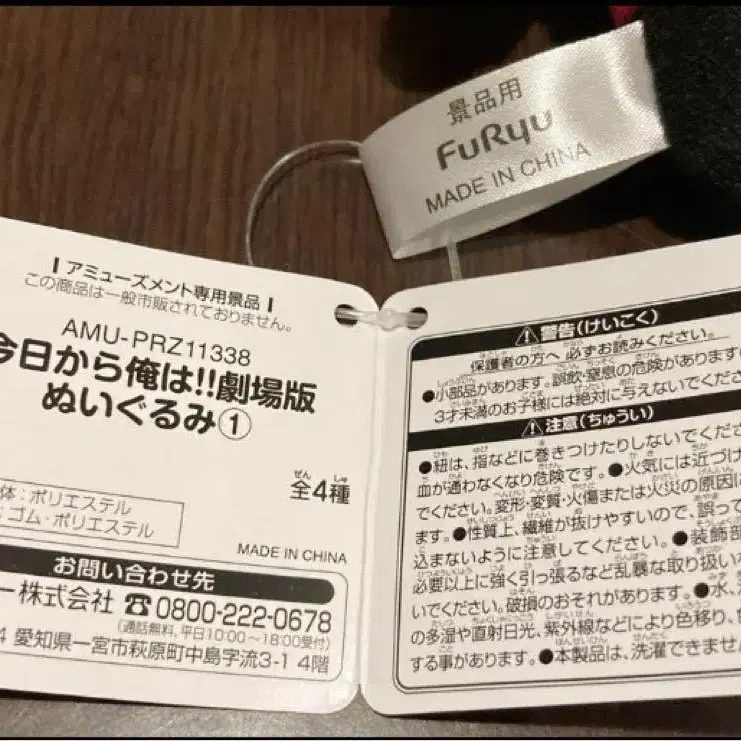 景品用
FuRyu
MADE IN CHINA
アミューズメント専用景品
この商品は一般市販されておりません。
AMU-PRZ11338
今日から俺は!!劇場版
ぬいぐるみ①
全4種
体:ポリエステル
ゴム・ポリエステル
MADE IN CHINA
お問い合わせ先
ー株式会社 ☎0800-222-0678
(通話無料、平日10:00〜18:00受付)
4 愛知県一宮市萩原町中島字流3-1 4階
⚠警告(けいこく)
保護者の方へ 必ずお読みください。
●小部品があります。誤飲・窒息の危険があります
3才未満のお子様には絶対に与えないでくださ
⚠注意(ちゅうい)
●紐は、指などに巻きつけたりしないでくださ
血が通わなくなり危険です。●火気には近づけ
でください。変形・変質・火傷または火災の原因に
ます。●性質上、繊維が抜けやすいので、誤って
込まないように注意してください。●装飾部
必要以上に強く引っ張るなど乱暴な取り扱い
いでください。破損のおそれがあります。●水、
の多湿や直射日光、紫外線などにより色移り、
する事があります。●本製品は、洗濯できませ